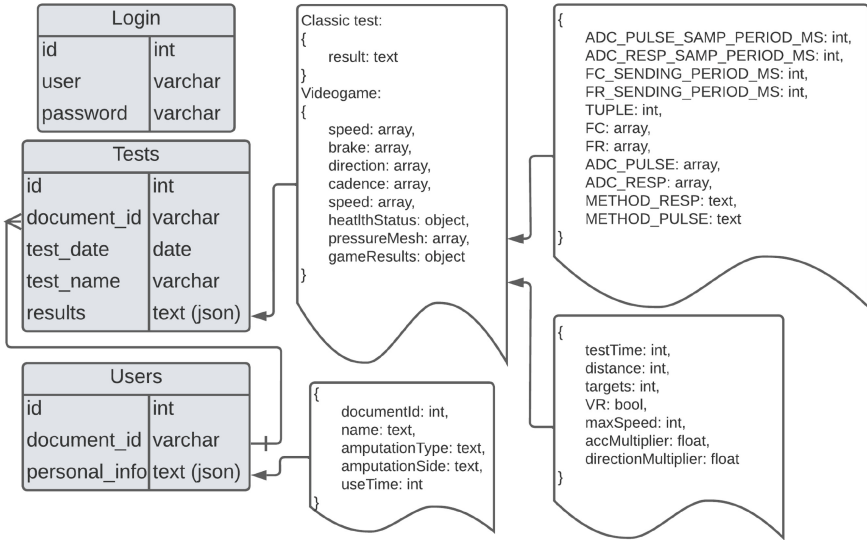 Login
id int
user varchar
password varchar
Tests
id int
document_id varchar
test_date date
test_name varchar
results text (json)
Users
id int
document_id varchar
personal_info text (json)
Classic test:
{
result: text
}
Videogame:
{
speed: array,
brake: array,
direction: array,
cadence: array,
speed: array,
heatlthStatus: object,
pressureMesh: array,
gameResults: object
}
{
documentId: int,
name: text,
amputationType: text,
amputationSide: text,
useTime: int
}
{
ADC_PULSE_SAMP_PERIOD_MS: int,
ADC_RESP_SAMP_PERIOD_MS: int,
FC_SENDING_PERIOD_MS: int,
FR_SENDING_PERIOD_MS: int,
TUPLE: int,
FC: array,
FR: array,
ADC_PULSE: array,
ADC_RESP: array,
METHOD_RESP: text,
METHOD_PULSE: text
}
{
testTime: int,
distance: int,
targets: int,
VR: bool,
maxSpeed: int,
accMultiplier: float,
directionMultiplier: float
}